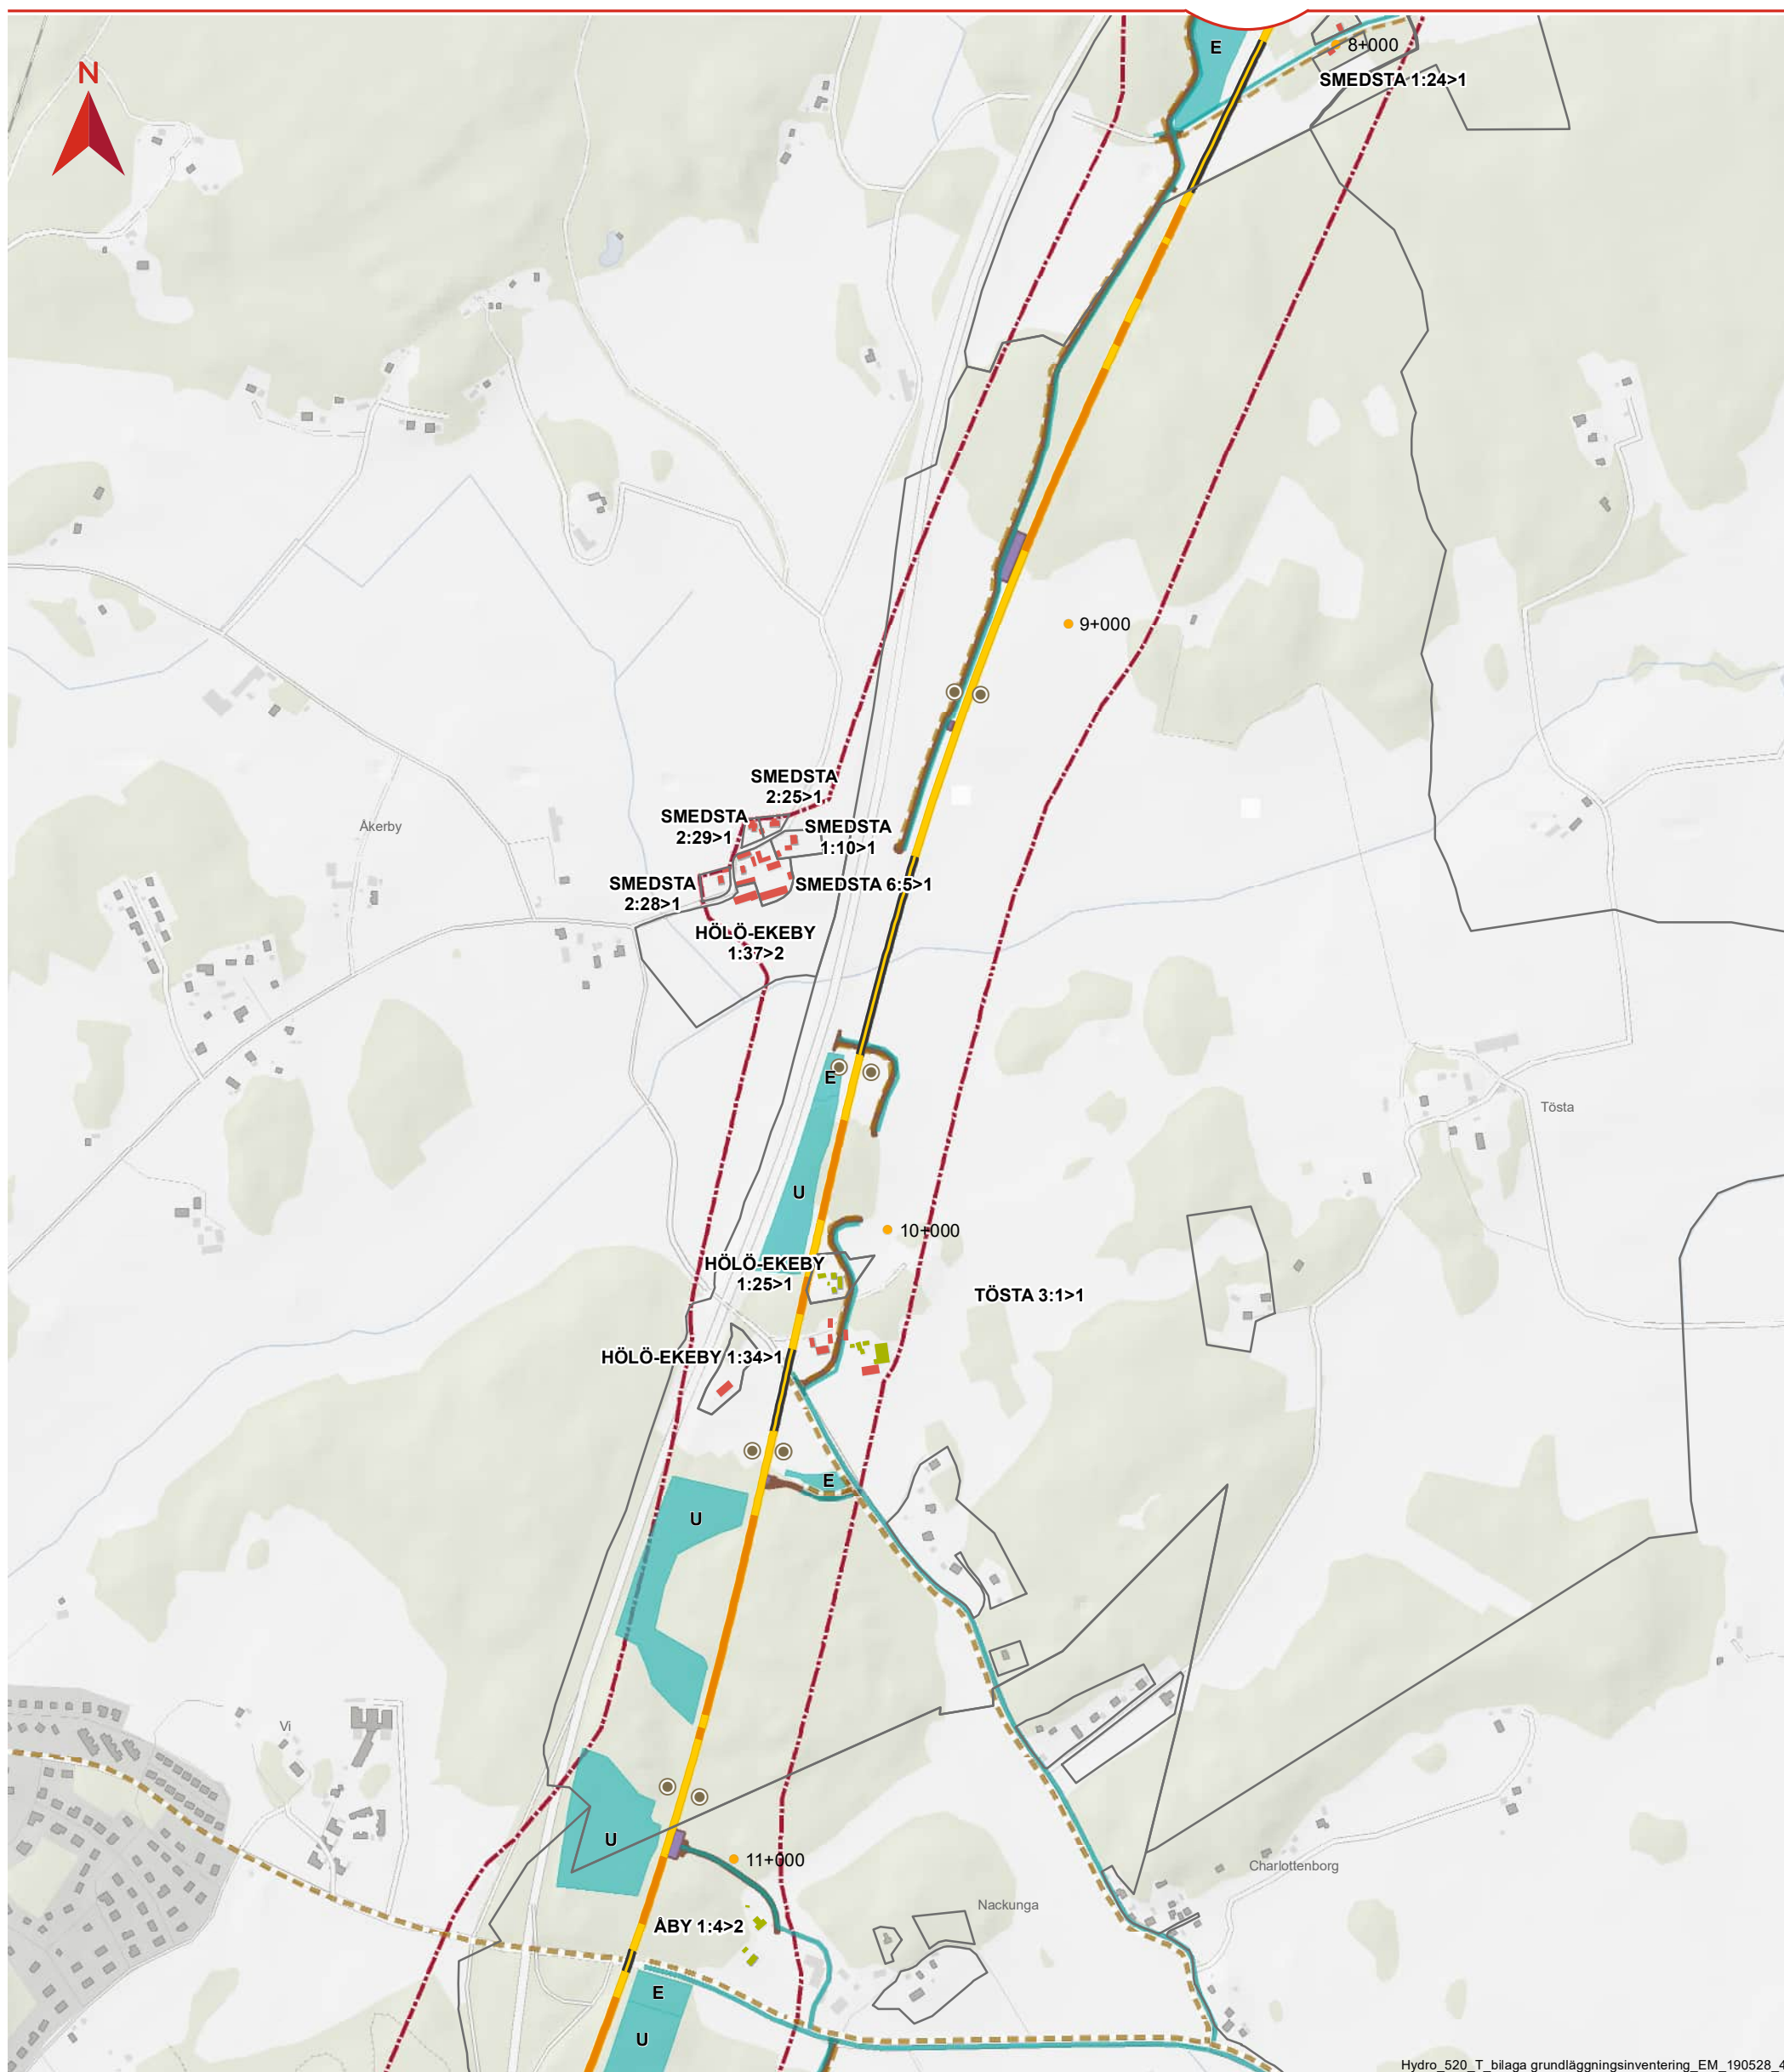 E
8+000
SMEDSTA 1:24>1
N
9+000
SMEDSTA
2:25>1
SMEDSTA
2:29>1
SMEDSTA
1:10>1
Åkerby
SMEDSTA
2:28>1
SMEDSTA 6:5>1
HÖLÖ-EKEBY
1:37>2
E
Tösta
U
10+000
HÖLÖ-EKEBY
1:25>1
TÖSTA 3:1>1
HÖLÖ-EKEBY 1:34>1
E
U
Vi
U
11+000
Charlottenborg
Nackunga
ÅBY 1:4>2
E
U
Hydro_520_T_bilaga grundläggningsinventering_EM_190528_4